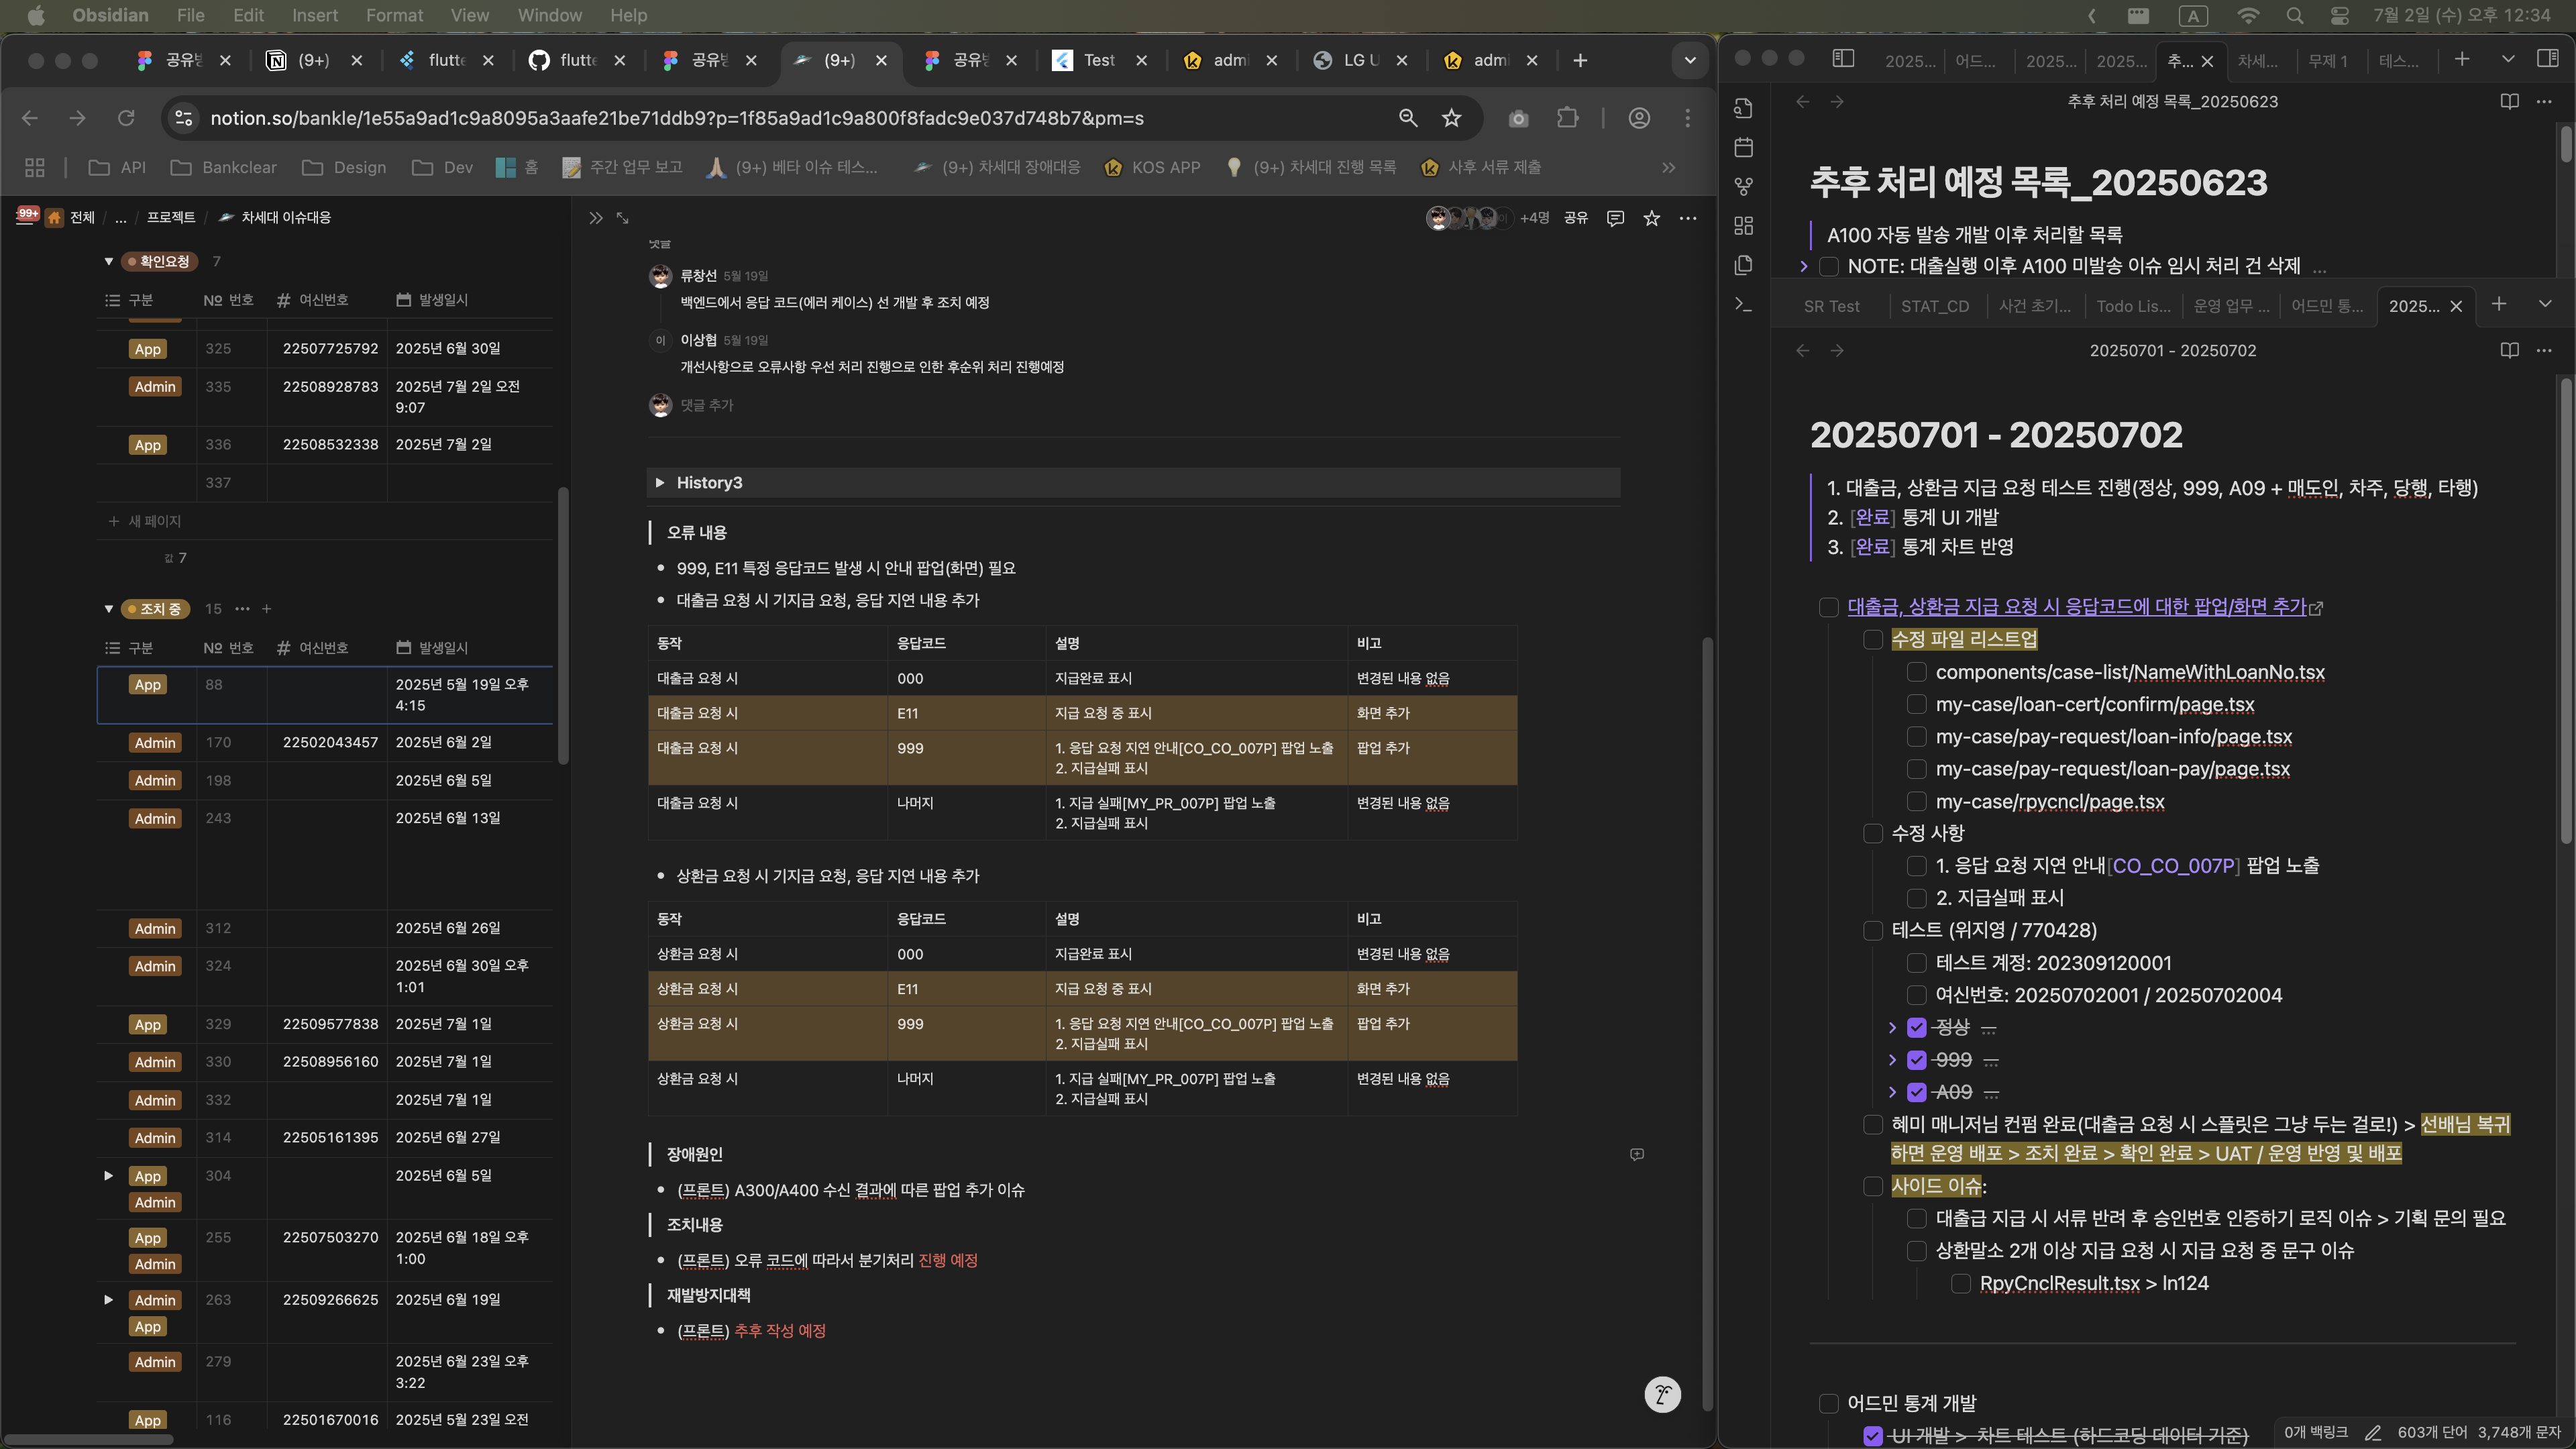 Obsidian File Edit Insert Format View Window Help
A 7월 2일 (수) 오후 12:34
공유방 (9+) flutte flutte 공유방 (9+) 공유방 Test admi LG U admi
notion.so/bankle/1e55a9ad1c9a8095a3aafe21be71ddb9?p=1f85a9ad1c9a800f8fadc9e037d748b7&pm=s
API Bankclear Design Dev 홈 주간 업무 보고 (9+) 베타 이슈 테스... (9+) 차세대 장애대응 KOS APP (9+) 차세대 진행 목록 사후 서류 제출
99+ 전체 / ... / 프로젝트 / 차세대 이슈대응
확인요청 7
구분 № 번호 # 여신번호 발생일시
App 325 22507725792 2025년 6월 30일
Admin 335 22508928783 2025년 7월 2일 오전
9:07
App 336 22508532338 2025년 7월 2일
337
+ 새 페이지
값 7
조치 중 15 ... +
구분 № 번호 # 여신번호 발생일시
App 88 2025년 5월 19일 오후
4:15
Admin 170 22502043457 2025년 6월 2일
Admin 198 2025년 6월 5일
Admin 243 2025년 6월 13일
Admin 312 2025년 6월 26일
Admin 324 2025년 6월 30일 오후
1:01
App 329 22509577838 2025년 7월 1일
Admin 330 22508956160 2025년 7월 1일
Admin 332 2025년 7월 1일
Admin 314 22505161395 2025년 6월 27일
App 304 2025년 6월 5일
Admin
App 255 22507503270 2025년 6월 18일 오후
Admin 1:00
Admin 263 22509266625 2025년 6월 19일
App
Admin 279 2025년 6월 23일 오후
3:22
App 116 22501670016 2025년 5월 23일 오전
+4명 공유
댓글
류창선 5월 19일
백엔드에서 응답 코드(에러 케이스) 선 개발 후 조치 예정
이 이상협 5월 19일
개선사항으로 오류사항 우선 처리 진행으로 인한 후순위 처리 진행예정
댓글 추가
History3
오류 내용
• 999, E11 특정 응답코드 발생 시 안내 팝업(화면) 필요
• 대출금 요청 시 기지급 요청, 응답 지연 내용 추가
동작 응답코드 설명 비고
대출금 요청 시 000 지급완료 표시 변경된 내용 없음
대출금 요청 시 E11 지급 요청 중 표시 화면 추가
대출금 요청 시 999 1. 응답 요청 지연 안내[CO_CO_007P] 팝업 노출 팝업 추가
2. 지급실패 표시
대출금 요청 시 나머지 1. 지급 실패[MY_PR_007P] 팝업 노출 변경된 내용 없음
2. 지급실패 표시
• 상환금 요청 시 기지급 요청, 응답 지연 내용 추가
동작 응답코드 설명 비고
상환금 요청 시 000 지급완료 표시 변경된 내용 없음
상환금 요청 시 E11 지급 요청 중 표시 화면 추가
상환금 요청 시 999 1. 응답 요청 지연 안내[CO_CO_007P] 팝업 노출 팝업 추가
2. 지급실패 표시
상환금 요청 시 나머지 1. 지급 실패[MY_PR_007P] 팝업 노출 변경된 내용 없음
2. 지급실패 표시
장애원인
• (프론트) A300/A400 수신 결과에 따른 팝업 추가 이슈
조치내용
• (프론트) 오류 코드에 따라서 분기처리 진행 예정
재발방지대책
• (프론트) 추후 작성 예정
2025... 어드... 2025... 2025... 추... 차세... 무제 1 테스...
추후 처리 예정 목록_20250623
추후 처리 예정 목록_20250623
A100 자동 발송 개발 이후 처리할 목록
NOTE: 대출실행 이후 A100 미발송 이슈 임시 처리 건 삭제 ...
SR Test STAT_CD 사건 초기... Todo Lis... 운영 업무 ... 어드민 통... 2025...
20250701 - 20250702
20250701 - 20250702
1. 대출금, 상환금 지급 요청 테스트 진행(정상, 999, A09 + 매도인, 차주, 당행, 타행)
2. [완료] 통계 UI 개발
3. [완료] 통계 차트 반영
대출금, 상환금 지급 요청 시 응답코드에 대한 팝업/화면 추가
수정 파일 리스트업
components/case-list/NameWithLoanNo.tsx
my-case/loan-cert/confirm/page.tsx
my-case/pay-request/loan-info/page.tsx
my-case/pay-request/loan-pay/page.tsx
my-case/rpycncl/page.tsx
수정 사항
1. 응답 요청 지연 안내[CO_CO_007P] 팝업 노출
2. 지급실패 표시
테스트 (위지영 / 770428)
테스트 계정: 202309120001
여신번호: 20250702001 / 20250702004
정상 ...
999 ...
A09 ...
혜미 매니저님 컨펌 완료(대출금 요청 시 스플릿은 그냥 두는 걸로!) > 선배님 복귀
하면 운영 배포 > 조치 완료 > 확인 완료 > UAT / 운영 반영 및 배포
사이드 이슈:
대출급 지급 시 서류 반려 후 승인번호 인증하기 로직 이슈 > 기획 문의 필요
상환말소 2개 이상 지급 요청 시 지급 요청 중 문구 이슈
RpyCnclResult.tsx > ln124
어드민 통계 개발
UI 개발 > 차트 테스트 (하드코딩 데이터 기준)
0개 백링크 603개 단어 3,748개 문자